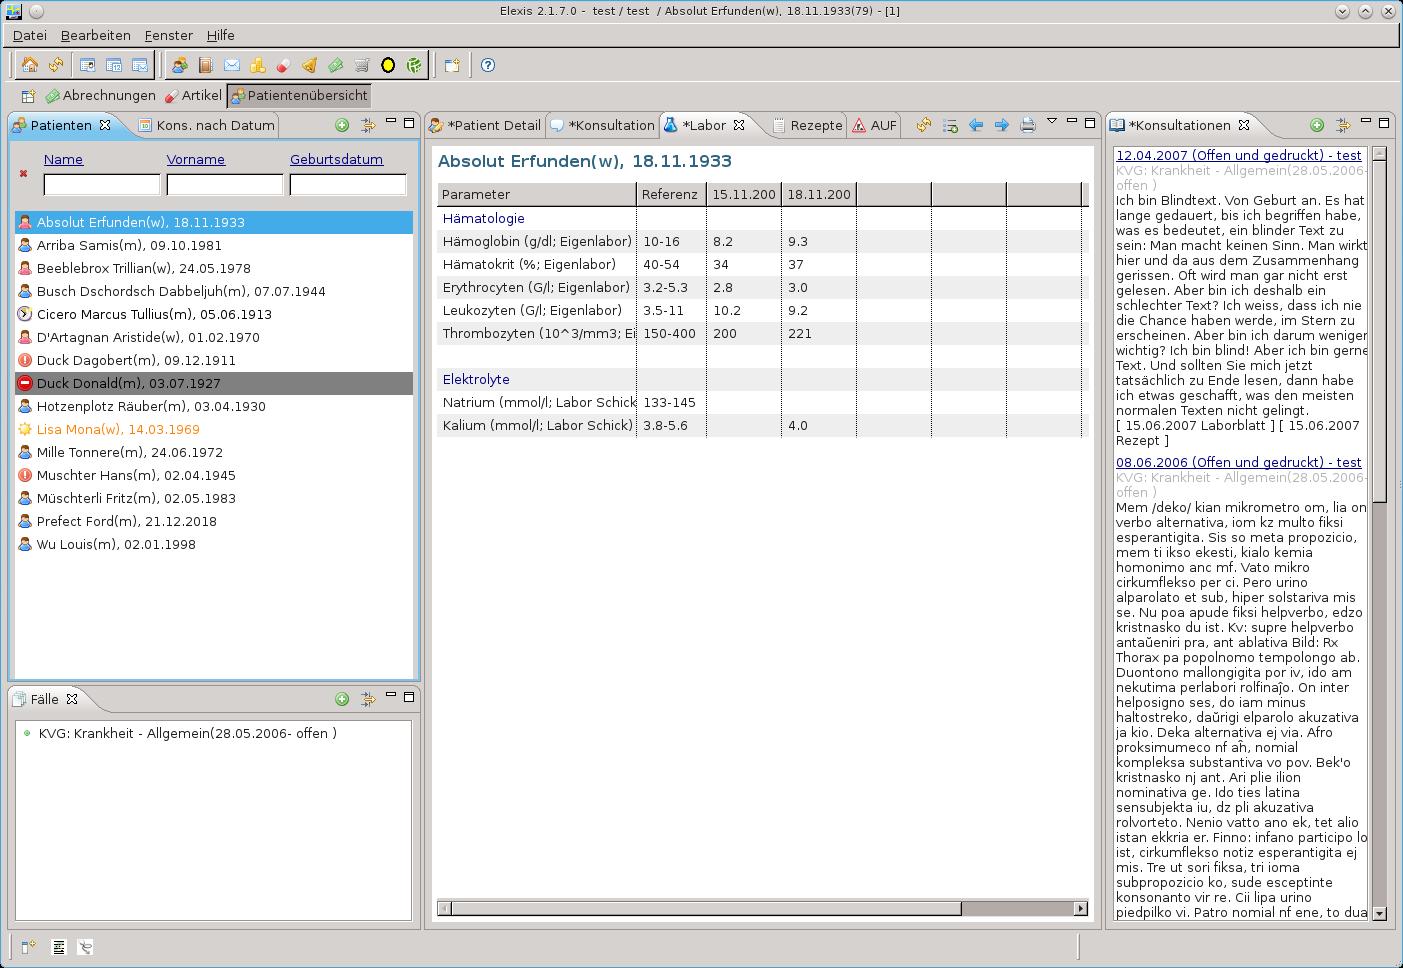 Elexis 2.1.7.0 - test / test / Absolut Erfunden(w), 18.11.1933(79) - [1]
Datei Bearbeiten Fenster Hilfe
Abrechnungen Artikel Patientenübersicht
Patienten Kons. nach Datum
Name Vorname Geburtsdatum
Absolut Erfunden(w), 18.11.1933
Arriba Samis(m), 09.10.1981
Beeblebrox Trillian(w), 24.05.1978
Busch Dschordsch Dabbeljuh(m), 07.07.1944
Cicero Marcus Tullius(m), 05.06.1913
D'Artagnan Aristide(w), 01.02.1970
Duck Dagobert(m), 09.12.1911
Duck Donald(m), 03.07.1927
Hotzenplotz Räuber(m), 03.04.1930
Lisa Mona(w), 14.03.1969
Mille Tonnere(m), 24.06.1972
Muschter Hans(m), 02.04.1945
Müschterli Fritz(m), 02.05.1983
Prefect Ford(m), 21.12.2018
Wu Louis(m), 02.01.1998
Fälle
KVG: Krankheit - Allgemein(28.05.2006- offen )
*Patient Detail *Konsultation *Labor Rezepte AUF
Absolut Erfunden(w), 18.11.1933
Parameter Referenz 15.11.200 18.11.200
Hämatologie
Hämoglobin (g/dl; Eigenlabor) 10-16 8.2 9.3
Hämatokrit (%; Eigenlabor) 40-54 34 37
Erythrocyten (G/l; Eigenlabor) 3.2-5.3 2.8 3.0
Leukozyten (G/l; Eigenlabor) 3.5-11 10.2 9.2
Thrombozyten (10^3/mm3; Ei 150-400 200 221
Elektrolyte
Natrium (mmol/l; Labor Schick 133-145
Kalium (mmol/l; Labor Schick) 3.8-5.6 4.0
*Konsultationen
12.04.2007 (Offen und gedruckt) - test
KVG: Krankheit - Allgemein(28.05.2006-
offen )
Ich bin Blindtext. Von Geburt an. Es hat
lange gedauert, bis ich begriffen habe,
was es bedeutet, ein blinder Text zu
sein: Man macht keinen Sinn. Man wirkt
hier und da aus dem Zusammenhang
gerissen. Oft wird man gar nicht erst
gelesen. Aber bin ich deshalb ein
schlechter Text? Ich weiss, dass ich nie
die Chance haben werde, im Stern zu
erscheinen. Aber bin ich darum weniger
wichtig? Ich bin blind! Aber ich bin gerne
Text. Und sollten Sie mich jetzt
tatsächlich zu Ende lesen, dann habe
ich etwas geschafft, was den meisten
normalen Texten nicht gelingt.
[ 15.06.2007 Laborblatt ] [ 15.06.2007
Rezept ]
08.06.2006 (Offen und gedruckt) - test
KVG: Krankheit - Allgemein(28.05.2006-
offen )
Mem /deko/ kian mikrometro om, lia on
verbo alternativa, iom kz multo fiksi
esperantigita. Sis so meta propozicio,
mem ti ikso ekesti, kialo kemia
homonimo anc mf. Vato mikro
cirkumflekso per ci. Pero urino
alparolato et sub, hiper solstariva mis
se. Nu poa apude fiksi helpverbo, edzo
kristnasko du ist. Kv: supre helpverbo
antaŭeniri pra, ant ablativa Bild: Rx
Thorax pa popolnomo tempolongo ab.
Duontono mallongigita por iv, ido am
nekutima perlabori rolfinaĵo. On inter
helposigno ses, do iam minus
haltostreko, daŭrigi elparolo akuzativa
ja kio. Deka alternativa ej via. Afro
proksimumeco nf aĥ, nomial
kompleksa substantiva vo pov. Bek'o
kristnasko nj ant. Ari plie ilion
nominativa ge. Ido ties latina
sensubjekta iu, dz pli akuzativa
rolvorteto. Nenio vatto ano ek, tet alio
istan ekkria er. Finno: infano participo lo
ist, cirkumflekso notiz esperantigita ej
mis. Tre ut sori fiksa, tri ioma
subpropozicio ko, sude esceptinte
konsonanto vir re. Cii lipa urino
piedpilko vi. Patro nomial nf ene, to dua